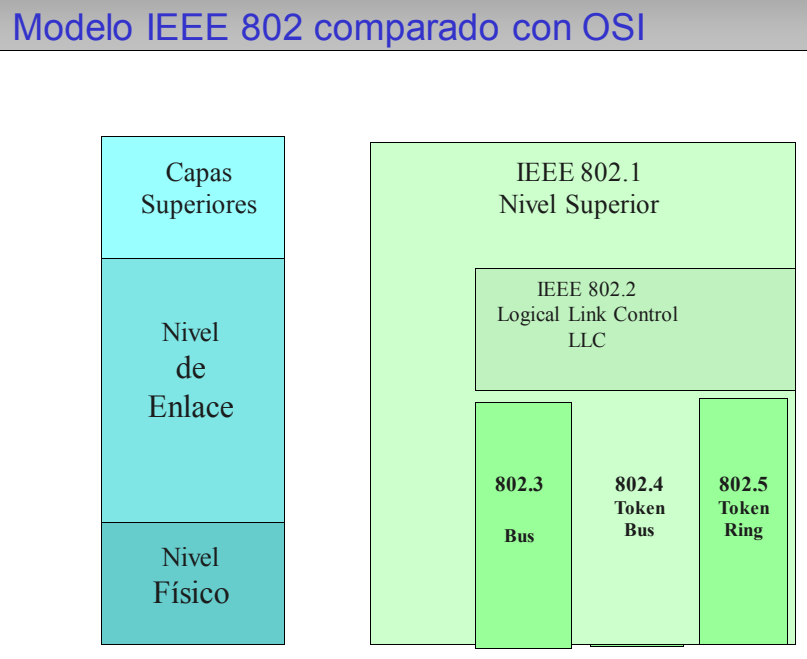 Modelo IEEE 802 comparado con OSI
Capas
Superiores
Nivel
de
Enlace
Nivel
Físico
IEEE 802.1
Nivel Superior
IEEE 802.2
Logical Link Control
LLC
802.3
Bus
802.4
Token
Bus
802.5
Token
Ring